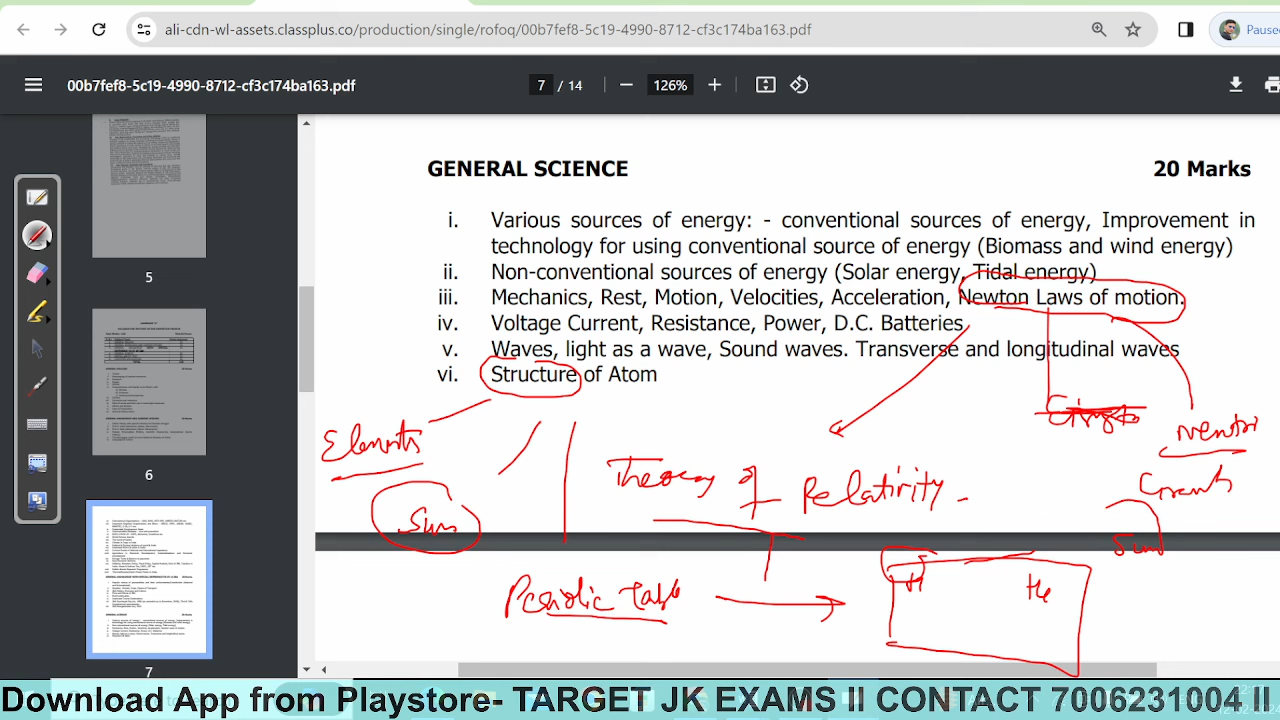 ali-cdn-wl-assets.classplus.co/production/single/rofoq/00b7fef8-5c19-4990-8712-cf3c174ba163.pdf
Pause
00b7fef8-5c19-4990-8712-cf3c174ba163.pdf
7 / 14
126%
GENERAL SCIENCE 20 Marks
i. Various sources of energy: - conventional sources of energy, Improvement in
technology for using conventional source of energy (Biomass and wind energy)
ii. Non-conventional sources of energy (Solar energy, Tidal energy)
iii. Mechanics, Rest, Motion, Velocities, Acceleration, Newton Laws of motion.
iv. Voltage Current, Resistance, Power, D.C. Batteries
v. Waves, light as a wave, Sound waves. Transverse and longitudinal waves
vi. Structure of Atom
5
6
7
Elements
Newton
Theory of Relativity
Sun
H
He
Download App from Playstore- TARGET JK EXAMS II CONTACT 7006231004 II